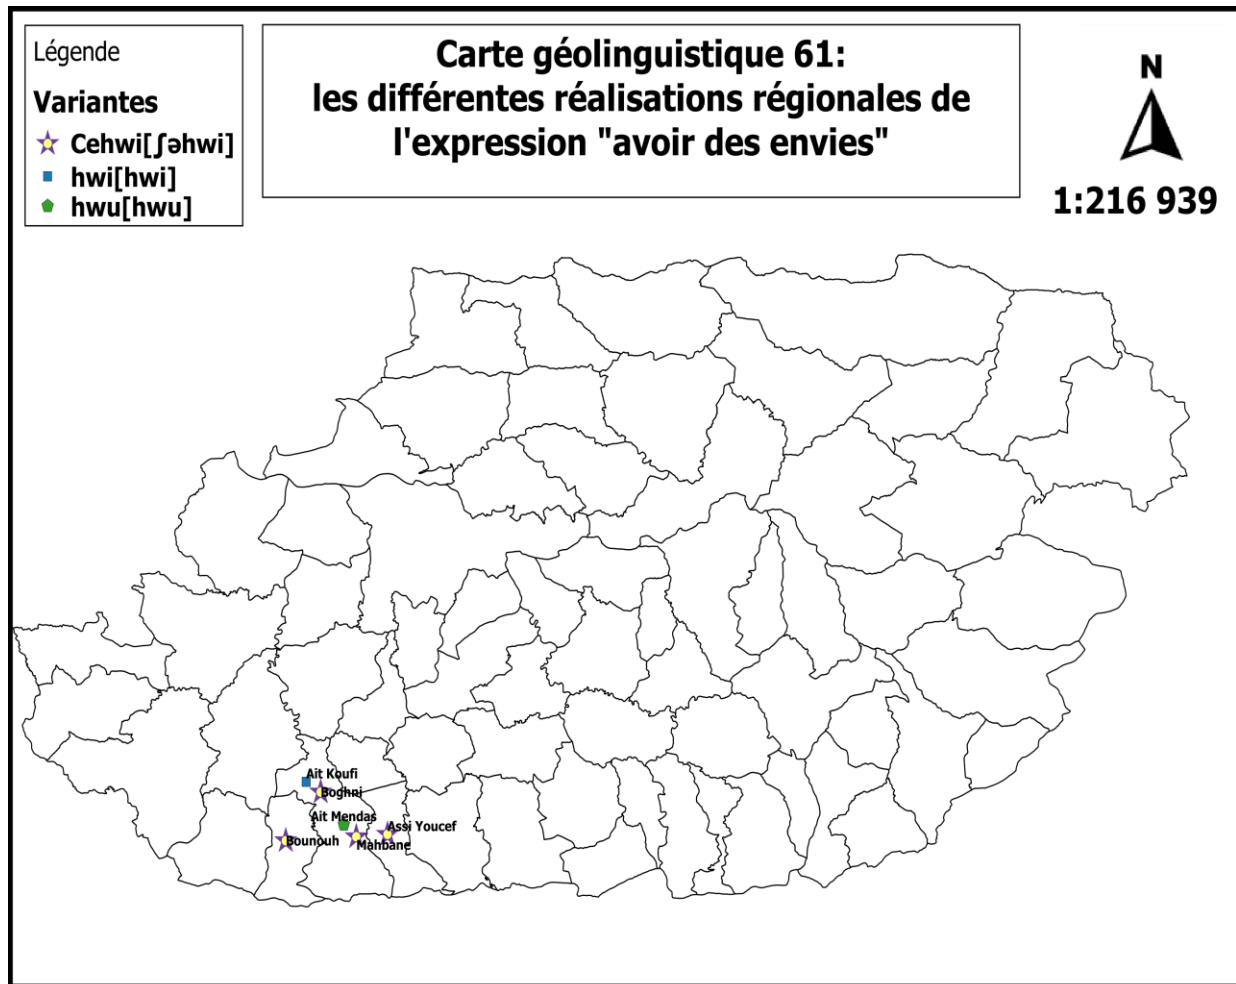 Légende
Variantes
Cehwi[ʃəhwi]
hwi[hwi]
hwu[hwu]
Carte géolinguistique 61:
les différentes réalisations régionales de
l'expression "avoir des envies"
N
1:216 939
Ait Koufi
Boghni
Ait Mendas
Assi Youcef
Bounouh
Mahbane